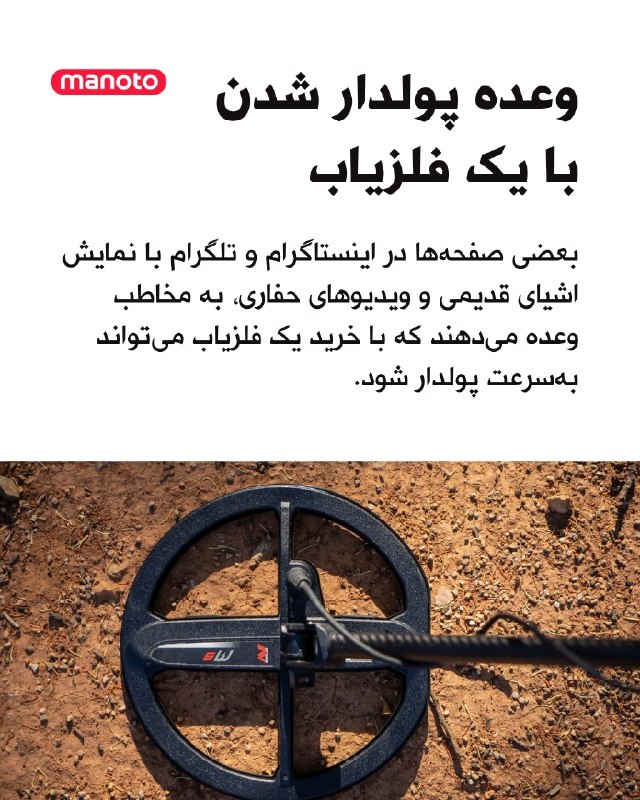 manoto
وعده پولدار شدن
با یک فلزیاب
بعضی صفحه‌ها در اینستاگرام و تلگرام با نمایش
اشیای قدیمی و ویدیوهای حفاری، به مخاطب
وعده می‌دهند که با خرید یک فلزیاب می‌تواند
به‌سرعت پولدار شود.